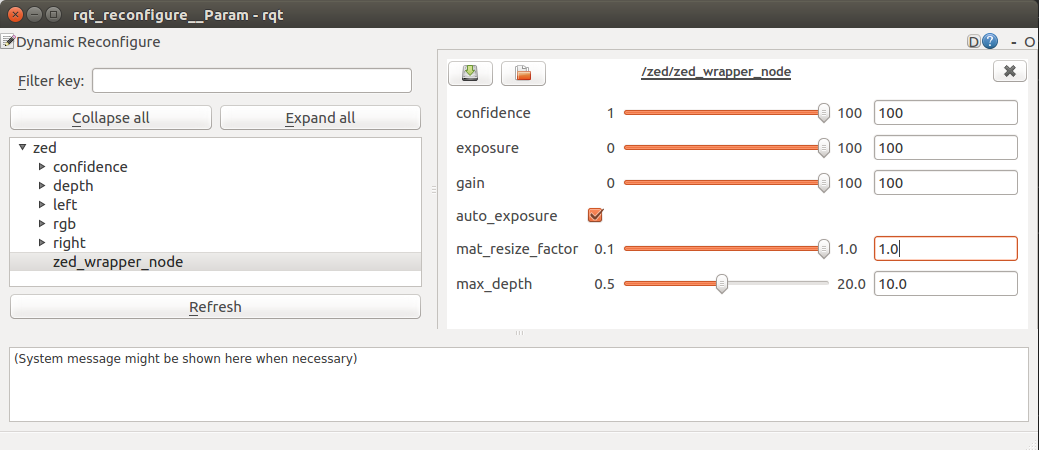 rqt_reconfigure__Param - rqt
Dynamic Reconfigure
D ? - O
Filter key:
Collapse all Expand all
zed
confidence
depth
left
rgb
right
zed_wrapper_node
Refresh
/zed/zed_wrapper_node
confidence 1 100 100
exposure 0 100 100
gain 0 100 100
auto_exposure
mat_resize_factor 0.1 1.0 1.0
max_depth 0.5 20.0 10.0
(System message might be shown here when necessary)